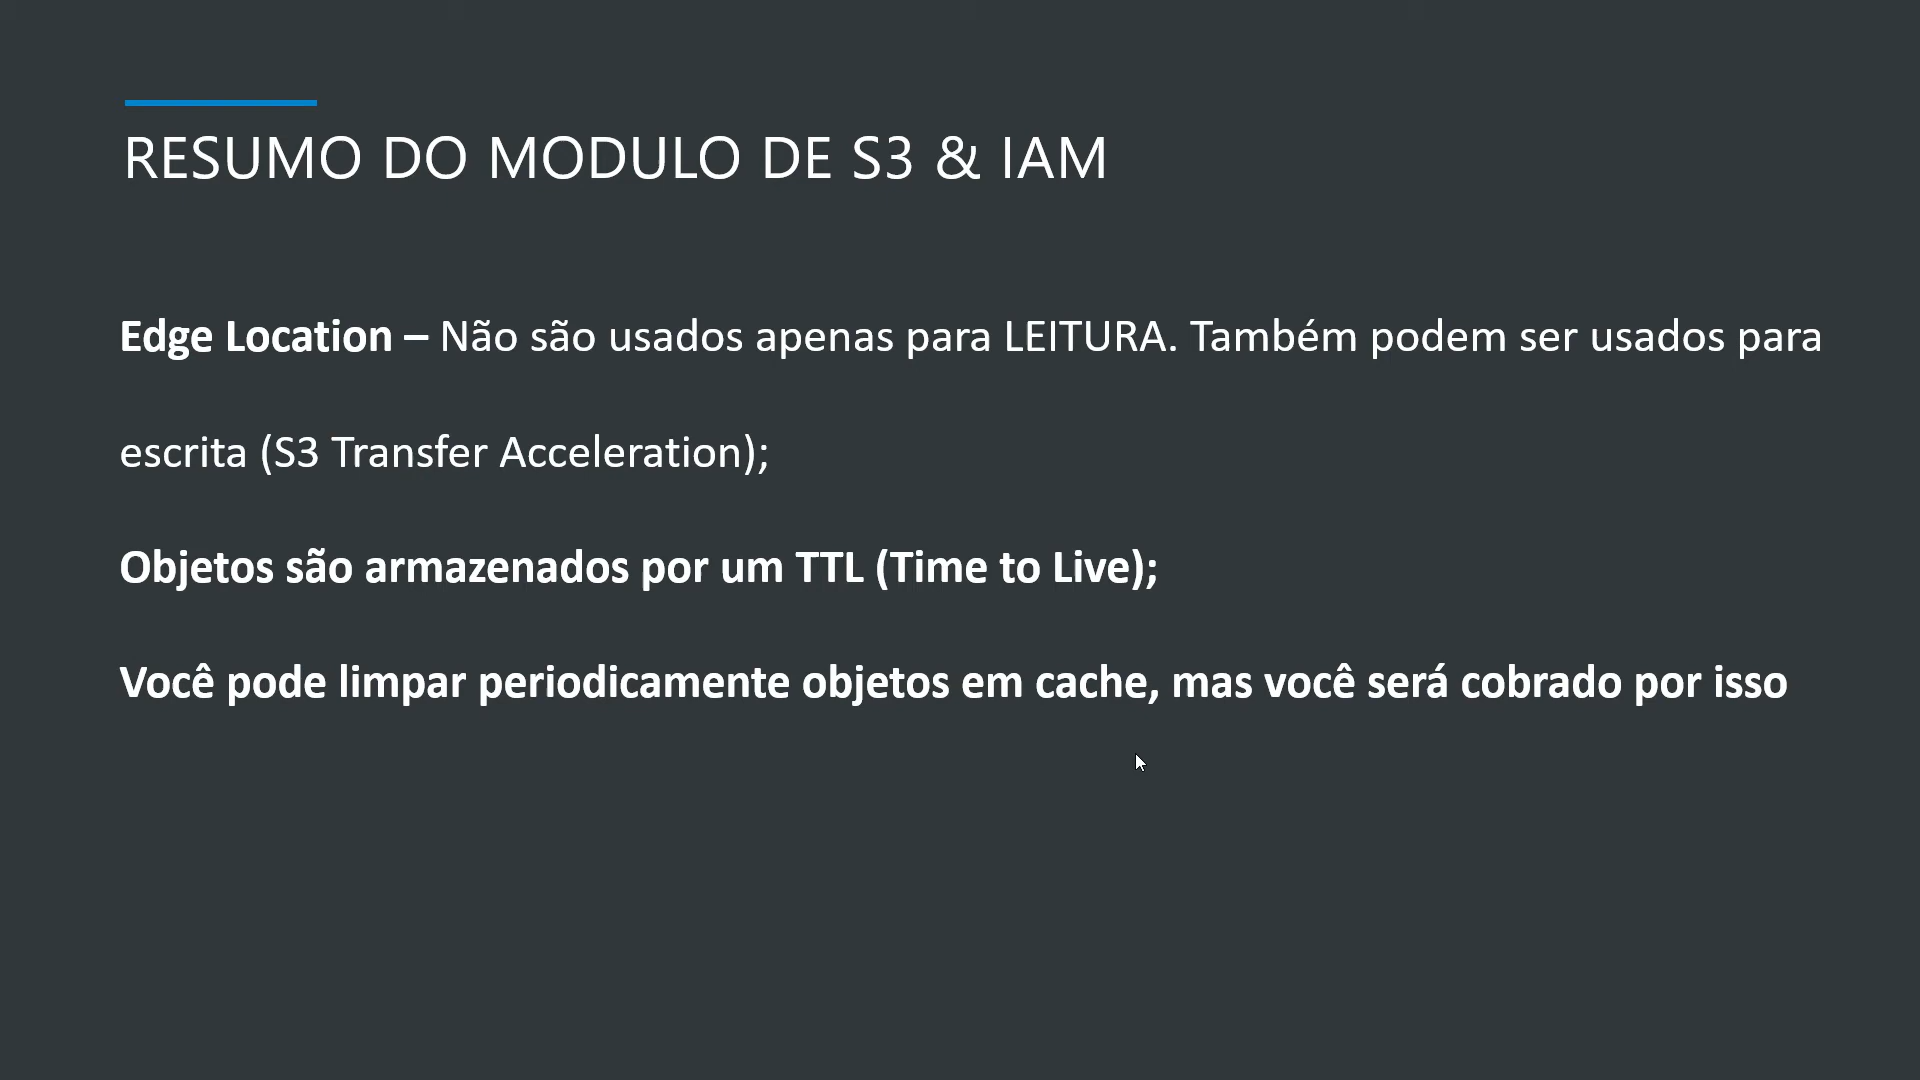 RESUMO DO MODULO DE S3 & IAM
Edge Location – Não são usados apenas para LEITURA. Também podem ser usados para
escrita (S3 Transfer Acceleration);
Objetos são armazenados por um TTL (Time to Live);
Você pode limpar periodicamente objetos em cache, mas você será cobrado por isso